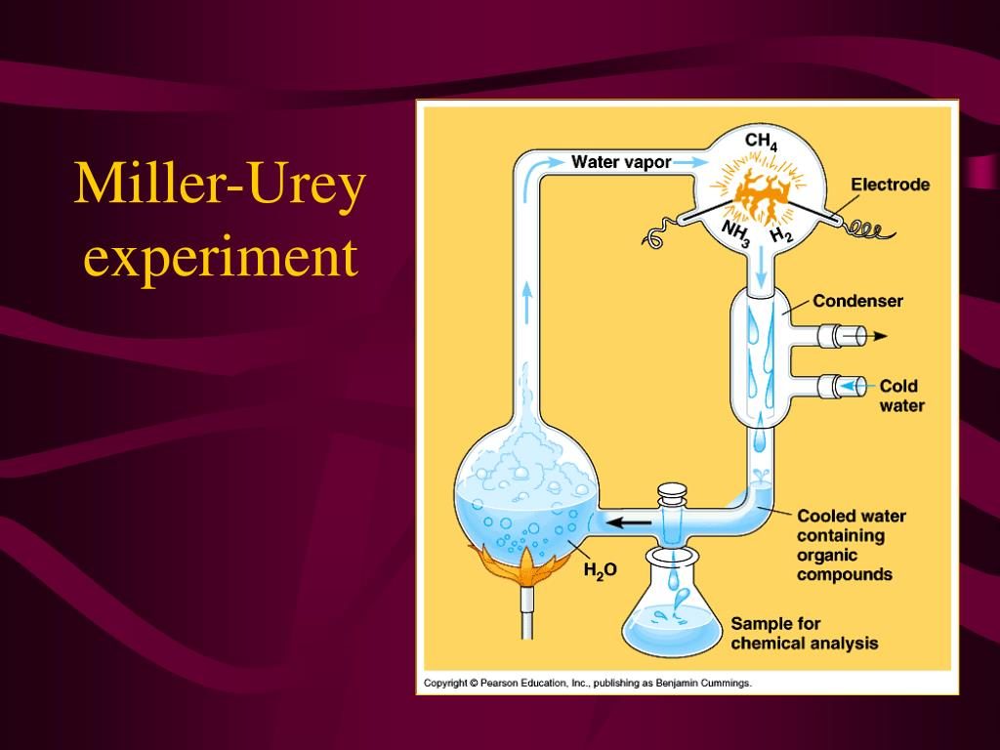 Miller-Urey
experiment
Water vapor
CH4
NH3
H2
Electrode
Condenser
Cold
water
Cooled water
containing
organic
compounds
H2O
Sample for
chemical analysis
Copyright © Pearson Education, Inc., publishing as Benjamin Cummings.